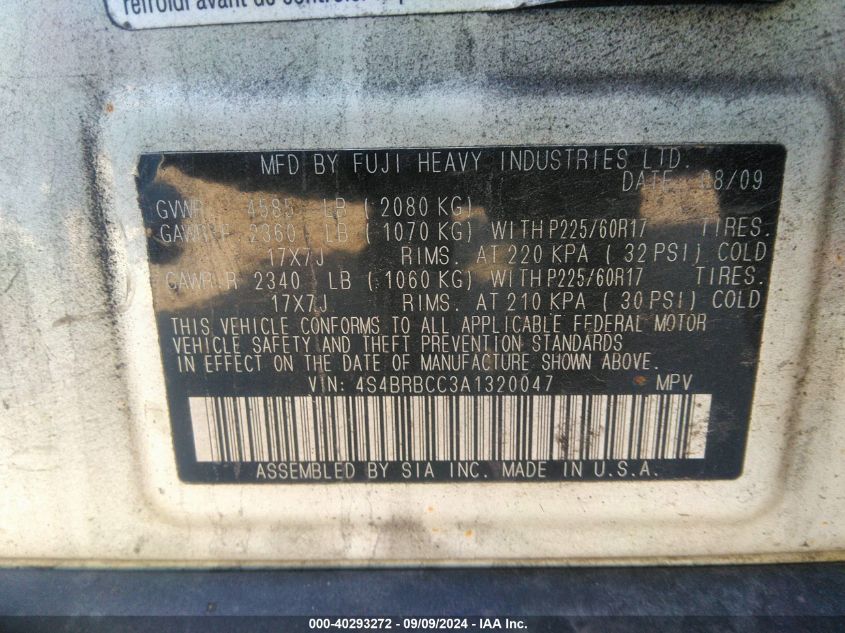 refroidi avant de
MFD BY FUJI HEAVY INDUSTRIES LTD.
DATE 08/09
GVWR 4585 LB ( 2080 KG)
GAWR F 2360 LB ( 1070 KG) WITH P225/60R17 TIRES.
17X7J RIMS. AT 220 KPA ( 32 PSI) COLD
GAWR R 2340 LB ( 1060 KG) WITH P225/60R17 TIRES.
17X7J RIMS. AT 210 KPA ( 30 PSI) COLD
THIS VEHICLE CONFORMS TO ALL APPLICABLE FEDERAL MOTOR
VEHICLE SAFETY AND THEFT PREVENTION STANDARDS
IN EFFECT ON THE DATE OF MANUFACTURE SHOWN ABOVE.
VIN: 4S4BRBCC3A1320047 MPV
ASSEMBLED BY SIA INC. MADE IN U.S.A.
000-40293272 - 09/09/2024 - IAA Inc.